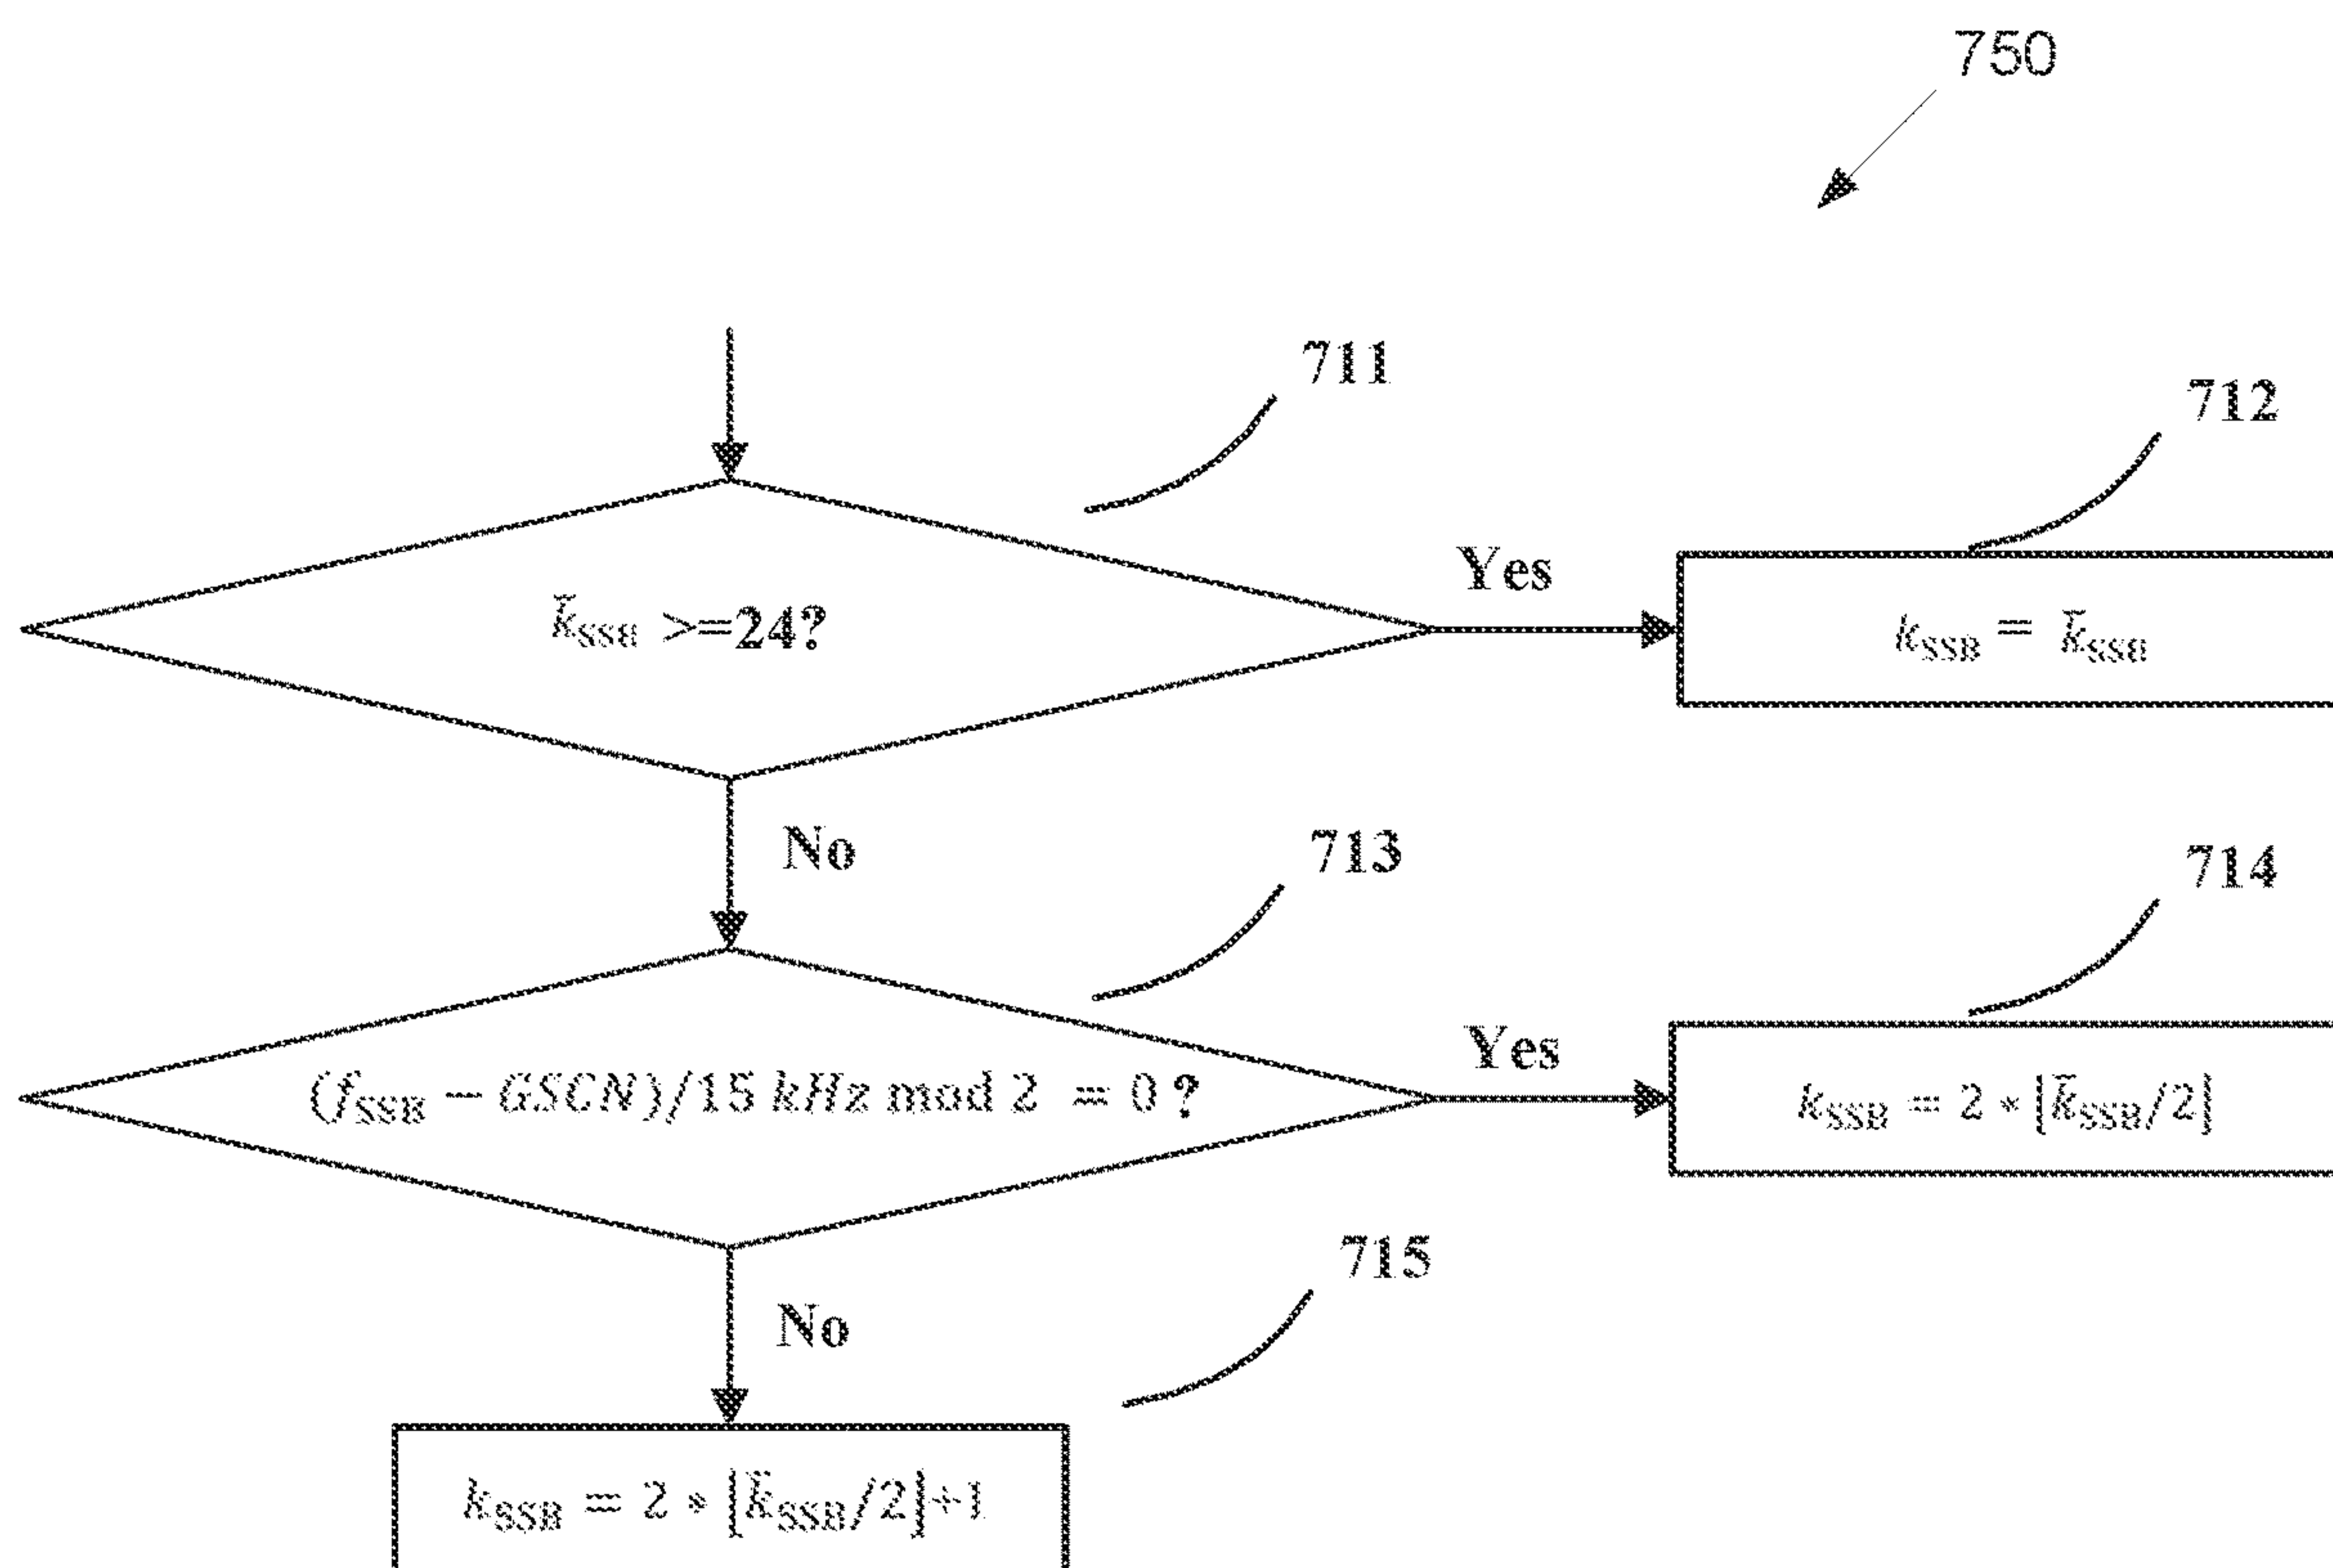 750
711
712
Yes
k̄SSB >=24?
kSSB = k̄SSB
No
713
714
Yes
(fSSB − GSCN)/15 kHz mod 2 = 0 ?
kSSB = 2 * ⌊k̄SSB/2⌋
715
No
kSSB = 2 * ⌊k̄SSB/2⌋+1